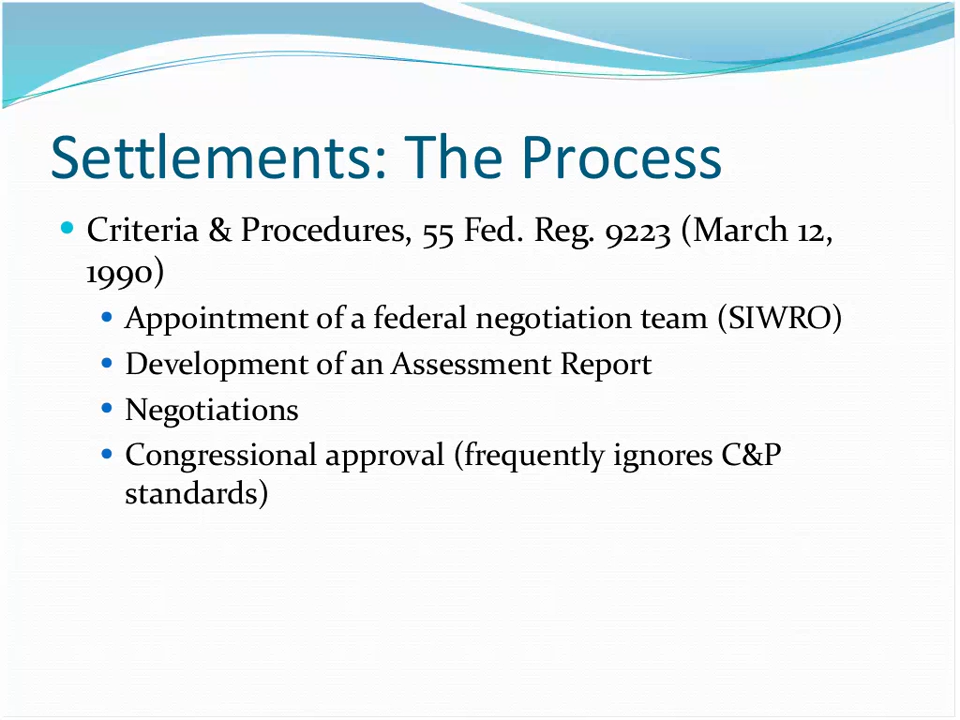 Settlements: The Process
• Criteria & Procedures, 55 Fed. Reg. 9223 (March 12,
1990)
• Appointment of a federal negotiation team (SIWRO)
• Development of an Assessment Report
• Negotiations
• Congressional approval (frequently ignores C&P
standards)